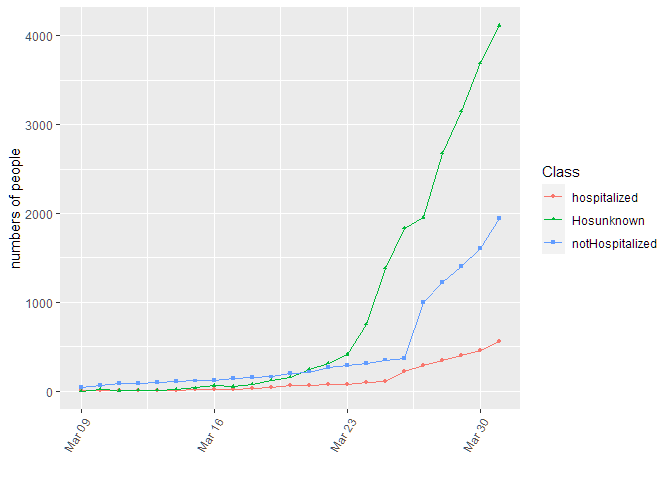 numbers of people
4000
3000
2000
1000
0
Mar 09
Mar 16
Mar 23
Mar 30
Class
hospitalized
Hosunknown
notHospitalized